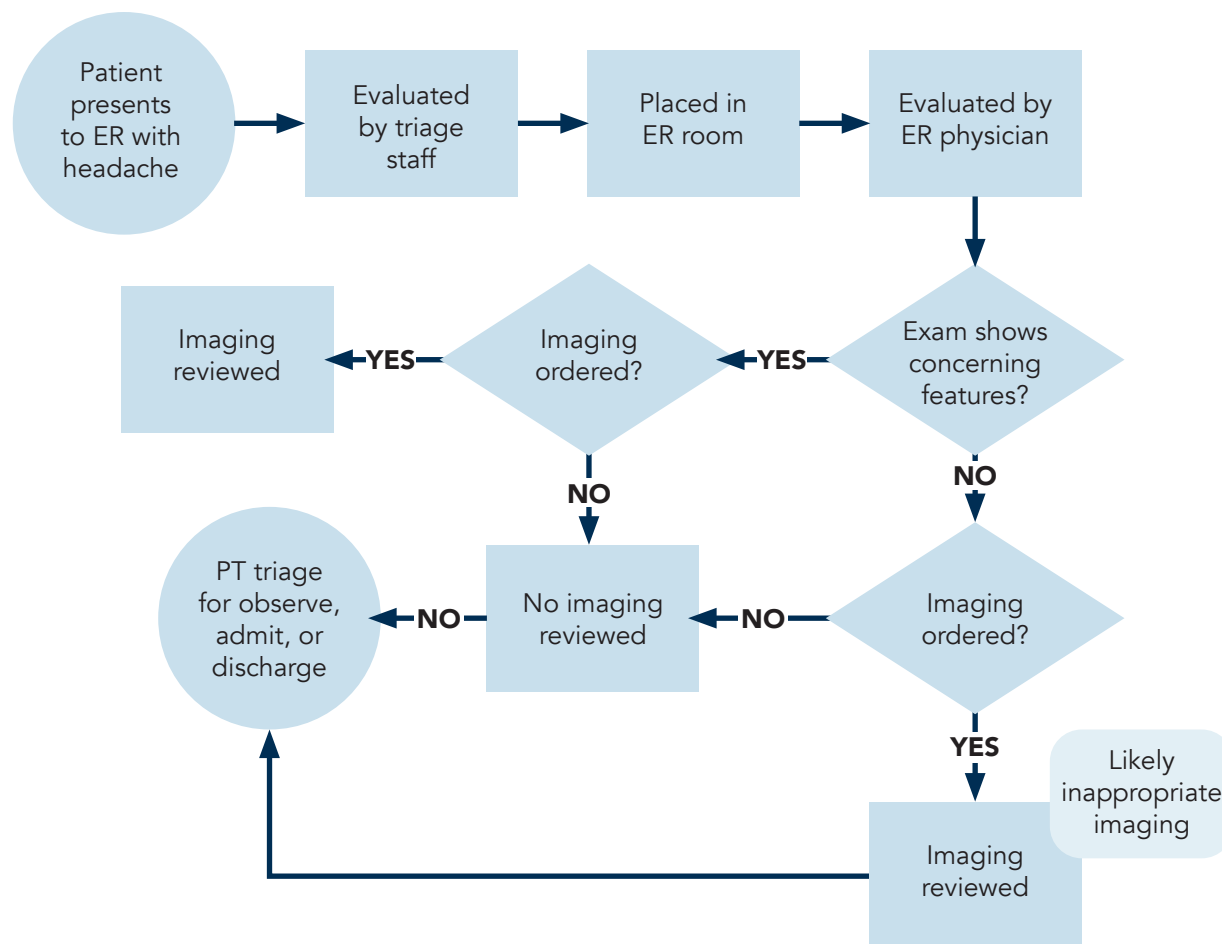 Patient
presents
to ER with
headache
Evaluated
by triage
staff
Placed in
ER room
Evaluated by
ER physician
Imaging
reviewed
YES
Imaging
ordered?
YES
Exam shows
concerning
features?
NO
NO
PT triage
for observe,
admit, or
discharge
NO
No imaging
reviewed
NO
Imaging
ordered?
YES
Likely
inappropriate
imaging
Imaging
reviewed